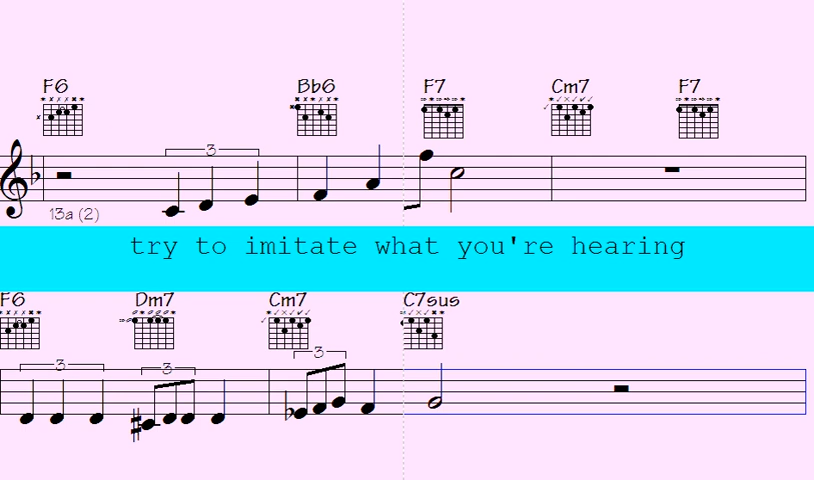 F6 Bb6 F7 Cm7 F7
3
13a (2)
try to imitate what you're hearing
F6 Dm7 Cm7 C7sus
3 3 3